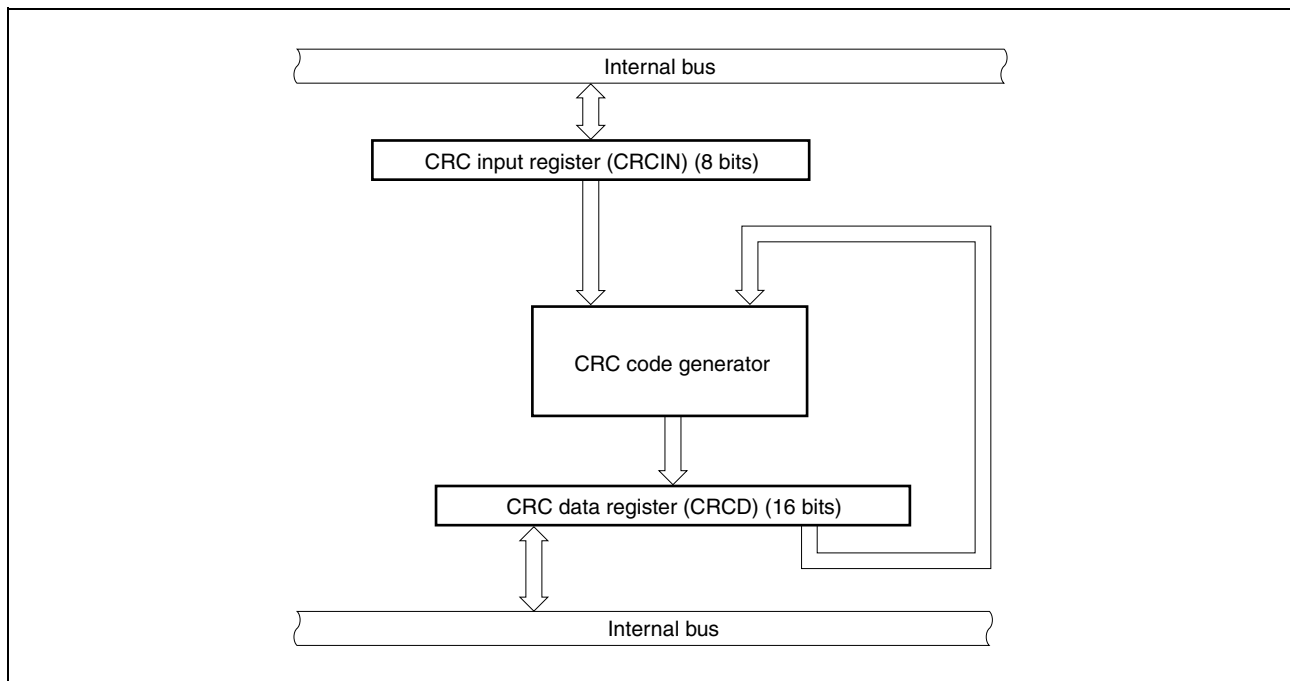 Internal bus
CRC input register (CRCIN) (8 bits)
CRC code generator
CRC data register (CRCD) (16 bits)
Internal bus